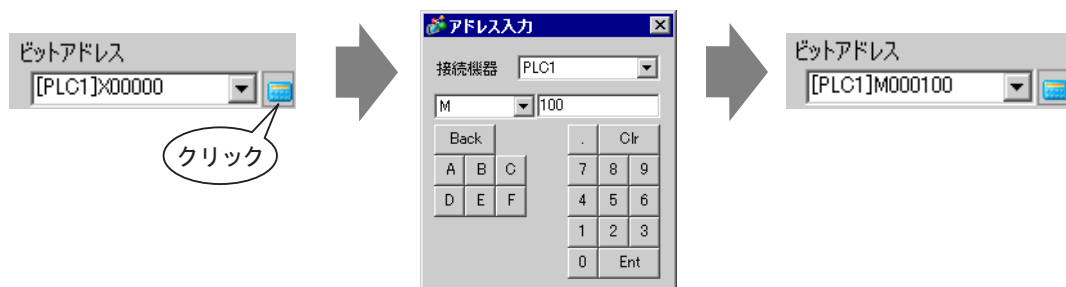 ビットアドレス
[PLC1]X00000
クリック
アドレス入力
接続機器 PLC1
M 100
Back . Clr
A B C 7 8 9
D E F 4 5 6
1 2 3
0 Ent
ビットアドレス
[PLC1]M000100